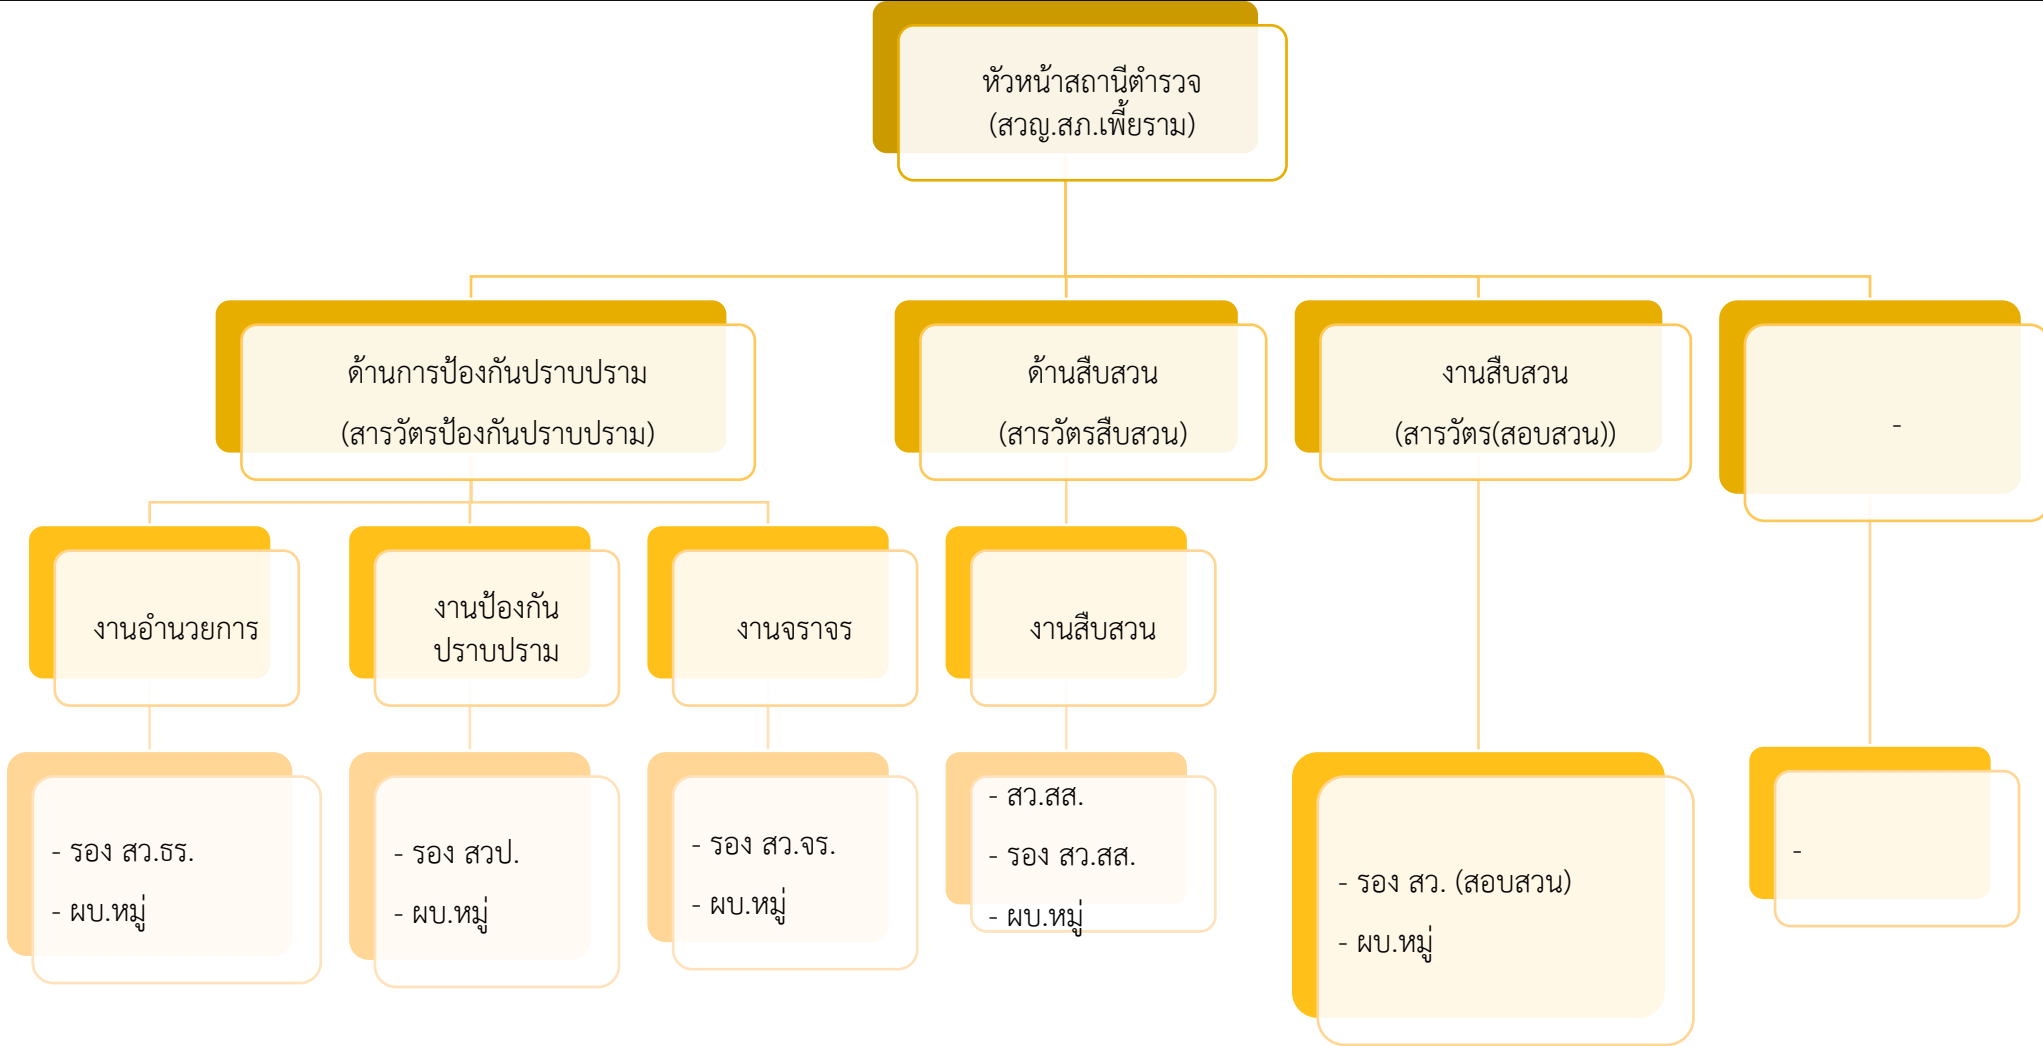 หัวหน้าสถานีตำรวจ
(สวญ.สภ.เพี้ยราม)
ด้านการป้องกันปราบปราม
(สารวัตรป้องกันปราบปราม)
ด้านสืบสวน
(สารวัตรสืบสวน)
งานสืบสวน
(สารวัตร(สอบสวน))
-
งานอำนวยการ
งานป้องกัน
ปราบปราม
งานจราจร
งานสืบสวน
- รอง สว.ธร.
- ผบ.หมู่
- รอง สวป.
- ผบ.หมู่
- รอง สว.จร.
- ผบ.หมู่
- สว.สส.
- รอง สว.สส.
- ผบ.หมู่
- รอง สว. (สอบสวน)
- ผบ.หมู่
-